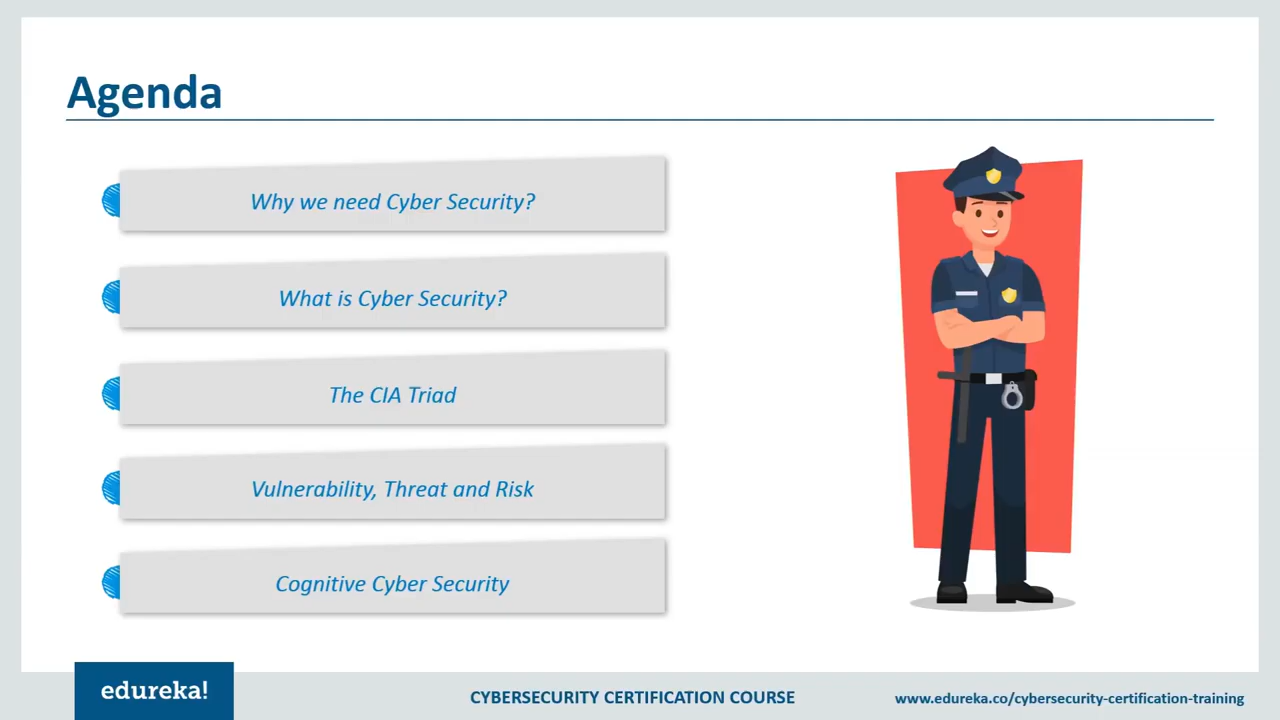 Agenda
Why we need Cyber Security?
What is Cyber Security?
The CIA Triad
Vulnerability, Threat and Risk
Cognitive Cyber Security
edureka!
CYBERSECURITY CERTIFICATION COURSE
www.edureka.co/cybersecurity-certification-training